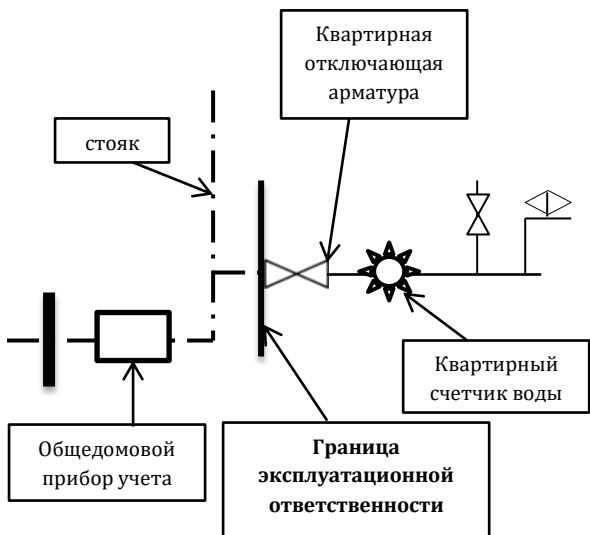 Квартирная
отключающая
арматура
стояк
Квартирный
счетчик воды
Общедомовой
прибор учета
Граница
эксплуатационной
ответственности